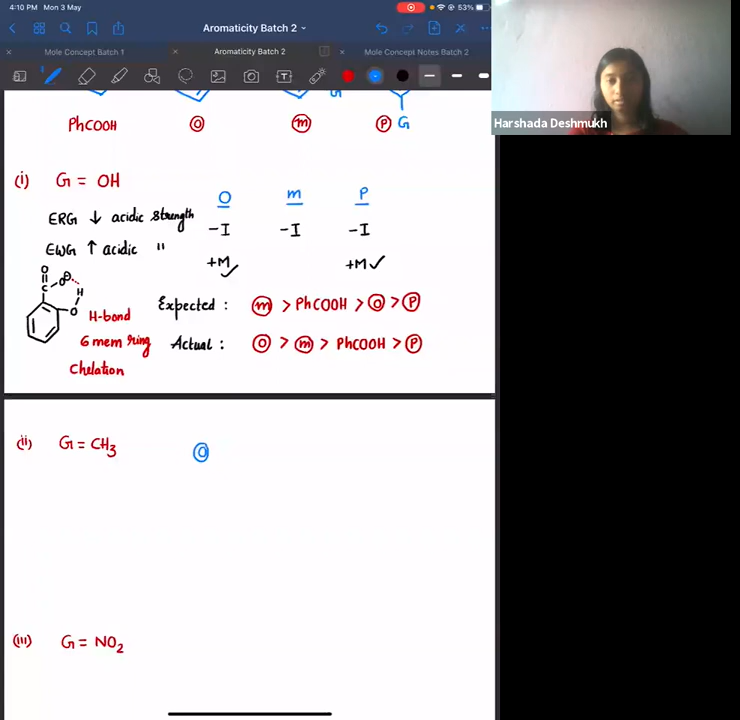 4:10 PM Mon 3 May
53%
Aromaticity Batch 2
Mole Concept Batch 1
Aromaticity Batch 2
Mole Concept Notes Batch 2
Harshada Deshmukh
G
PhCOOH O m P G
(i) G = OH
O m P
ERG ↓ acidic strength
-I -I -I
EWG ↑ acidic "
+M ✓ +M ✓
O
C O⊖
H
O
H-bond
6 mem ring
Chelation
Expected : m > PhCOOH > O > P
Actual : O > m > PhCOOH > P
(ii) G = CH3 O
(iii) G = NO2